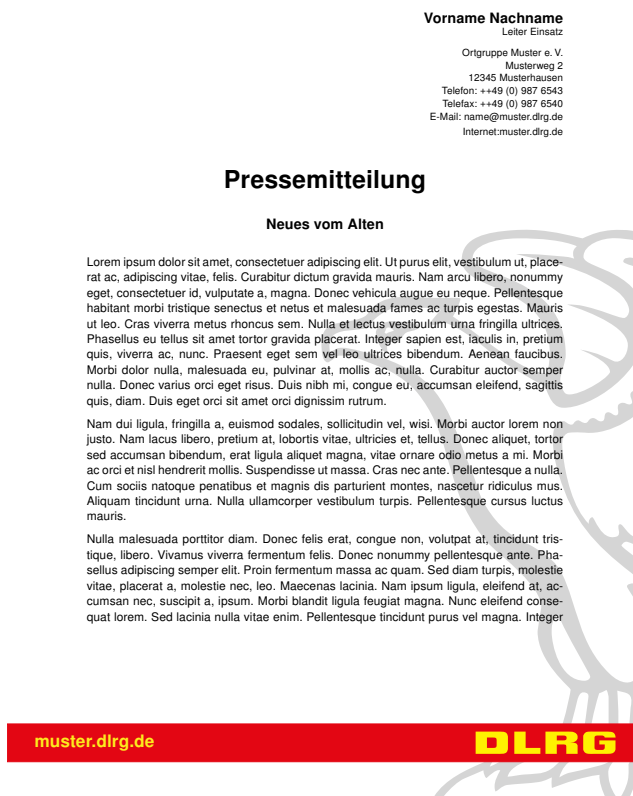 Vorname Nachname
Leiter Einsatz
Ortgruppe Muster e. V.
Musterweg 2
12345 Musterhausen
Telefon: ++49 (0) 987 6543
Telefax: ++49 (0) 987 6540
E-Mail: name@muster.dlrg.de
Internet:muster.dlrg.de
Pressemitteilung
Neues vom Alten
Lorem ipsum dolor sit amet, consectetuer adipiscing elit. Ut purus elit, vestibulum ut, place-
rat ac, adipiscing vitae, felis. Curabitur dictum gravida mauris. Nam arcu libero, nonummy
eget, consectetuer id, vulputate a, magna. Donec vehicula augue eu neque. Pellentesque
habitant morbi tristique senectus et netus et malesuada fames ac turpis egestas. Mauris
ut leo. Cras viverra metus rhoncus sem. Nulla et lectus vestibulum urna fringilla ultrices.
Phasellus eu tellus sit amet tortor gravida placerat. Integer sapien est, iaculis in, pretium
quis, viverra ac, nunc. Praesent eget sem vel leo ultrices bibendum. Aenean faucibus.
Morbi dolor nulla, malesuada eu, pulvinar at, mollis ac, nulla. Curabitur auctor semper
nulla. Donec varius orci eget risus. Duis nibh mi, congue eu, accumsan eleifend, sagittis
quis, diam. Duis eget orci sit amet orci dignissim rutrum.
Nam dui ligula, fringilla a, euismod sodales, sollicitudin vel, wisi. Morbi auctor lorem non
justo. Nam lacus libero, pretium at, lobortis vitae, ultricies et, tellus. Donec aliquet, tortor
sed accumsan bibendum, erat ligula aliquet magna, vitae ornare odio metus a mi. Morbi
ac orci et nisl hendrerit mollis. Suspendisse ut massa. Cras nec ante. Pellentesque a nulla.
Cum sociis natoque penatibus et magnis dis parturient montes, nascetur ridiculus mus.
Aliquam tincidunt urna. Nulla ullamcorper vestibulum turpis. Pellentesque cursus luctus
mauris.
Nulla malesuada porttitor diam. Donec felis erat, congue non, volutpat at, tincidunt tris-
tique, libero. Vivamus viverra fermentum felis. Donec nonummy pellentesque ante. Pha-
sellus adipiscing semper elit. Proin fermentum massa ac quam. Sed diam turpis, molestie
vitae, placerat a, molestie nec, leo. Maecenas lacinia. Nam ipsum ligula, eleifend at, ac-
cumsan nec, suscipit a, ipsum. Morbi blandit ligula feugiat magna. Nunc eleifend conse-
quat lorem. Sed lacinia nulla vitae enim. Pellentesque tincidunt purus vel magna. Integer
muster.dlrg.de
DLRG